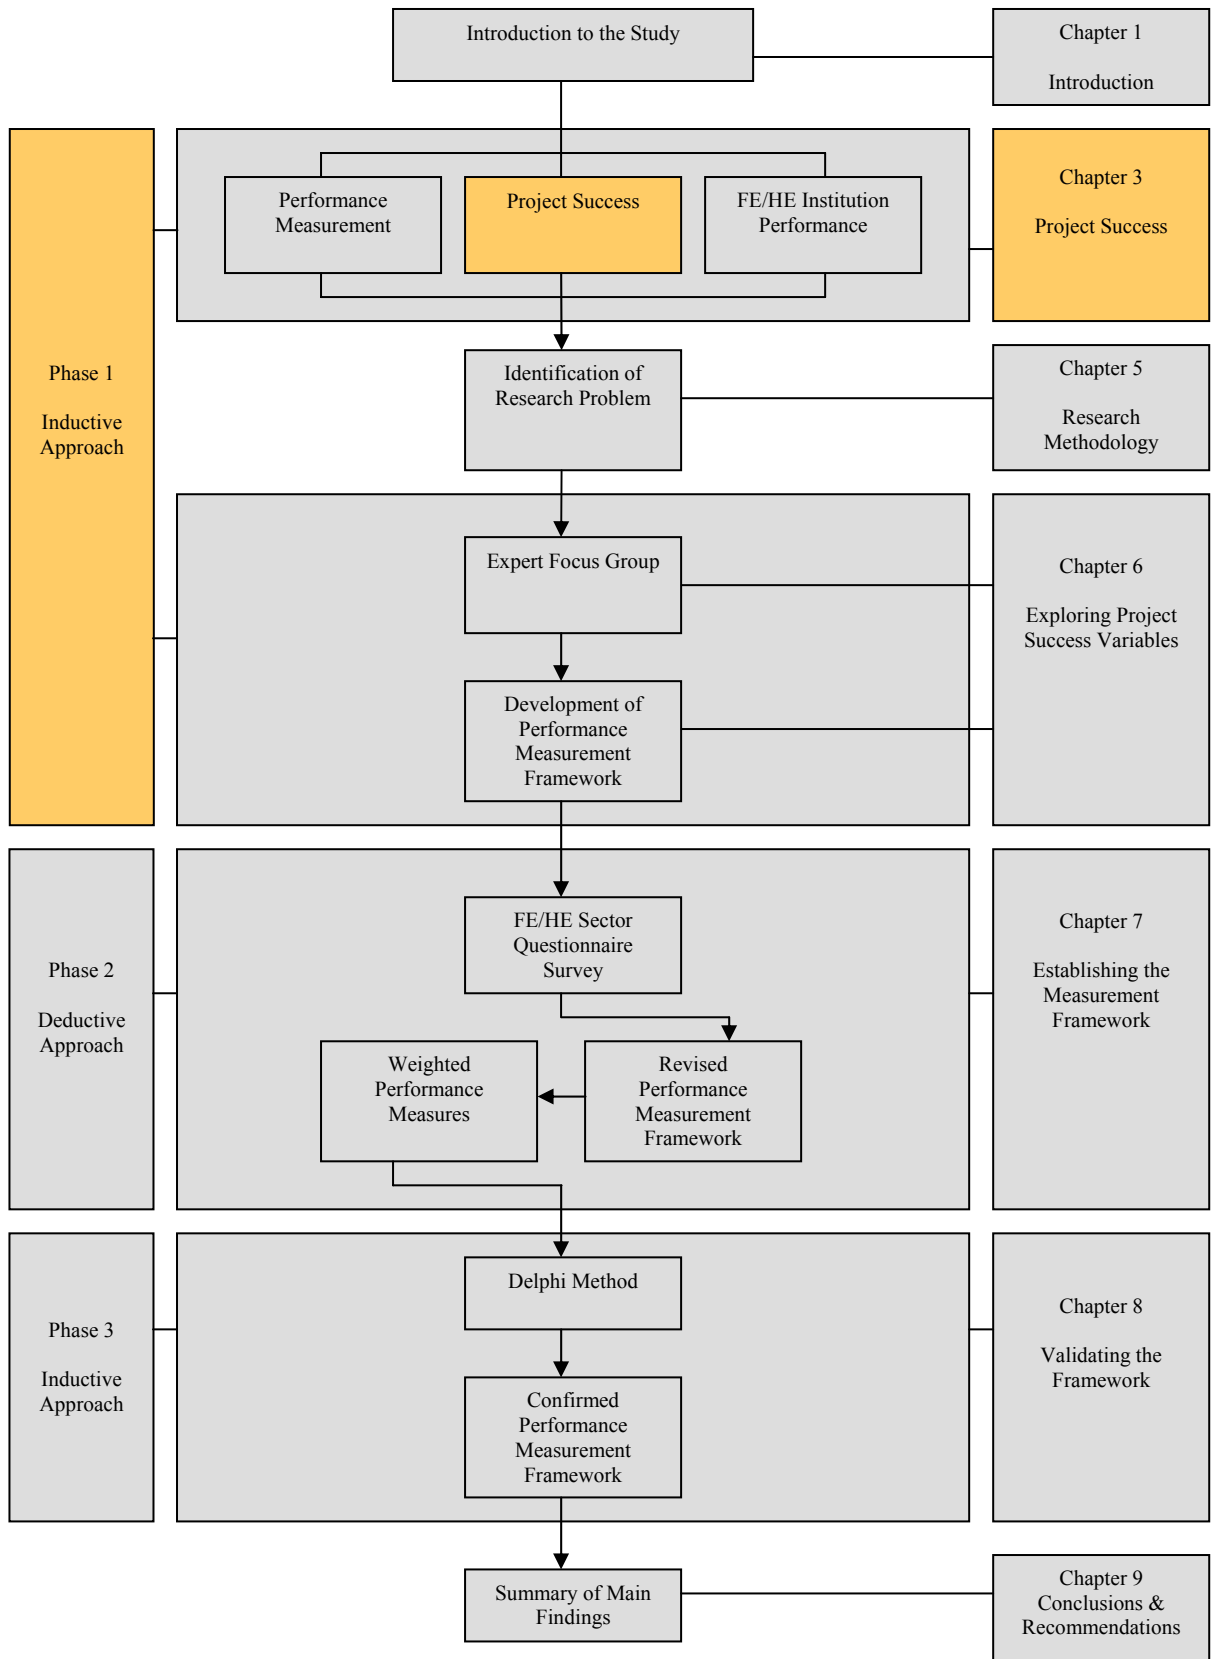 Introduction to the Study
Chapter 1
Introduction
Performance
Measurement
Project Success
FE/HE Institution
Performance
Chapter 3
Project Success
Phase 1
Inductive
Approach
Identification of
Research Problem
Chapter 5
Research
Methodology
Expert Focus Group
Chapter 6
Exploring Project
Success Variables
Development of
Performance
Measurement
Framework
Phase 2
Deductive
Approach
FE/HE Sector
Questionnaire
Survey
Chapter 7
Establishing the
Measurement
Framework
Weighted
Performance
Measures
Revised
Performance
Measurement
Framework
Phase 3
Inductive
Approach
Delphi Method
Chapter 8
Validating the
Framework
Confirmed
Performance
Measurement
Framework
Summary of Main
Findings
Chapter 9
Conclusions &
Recommendations